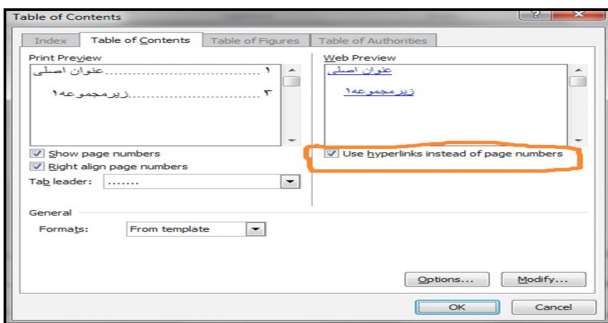 Table of Contents
Index
Table of Contents
Table of Figures
Table of Authorities
Print Preview
عنوان اصلی ........................................ ۱
زیرمجموعه۱ ................................... ۳
Web Preview
عنوان اصلی
زیرمجموعه۱
Show page numbers
Right align page numbers
Tab leader: .......
Use hyperlinks instead of page numbers
General
Formats: From template
Options... Modify...
OK Cancel